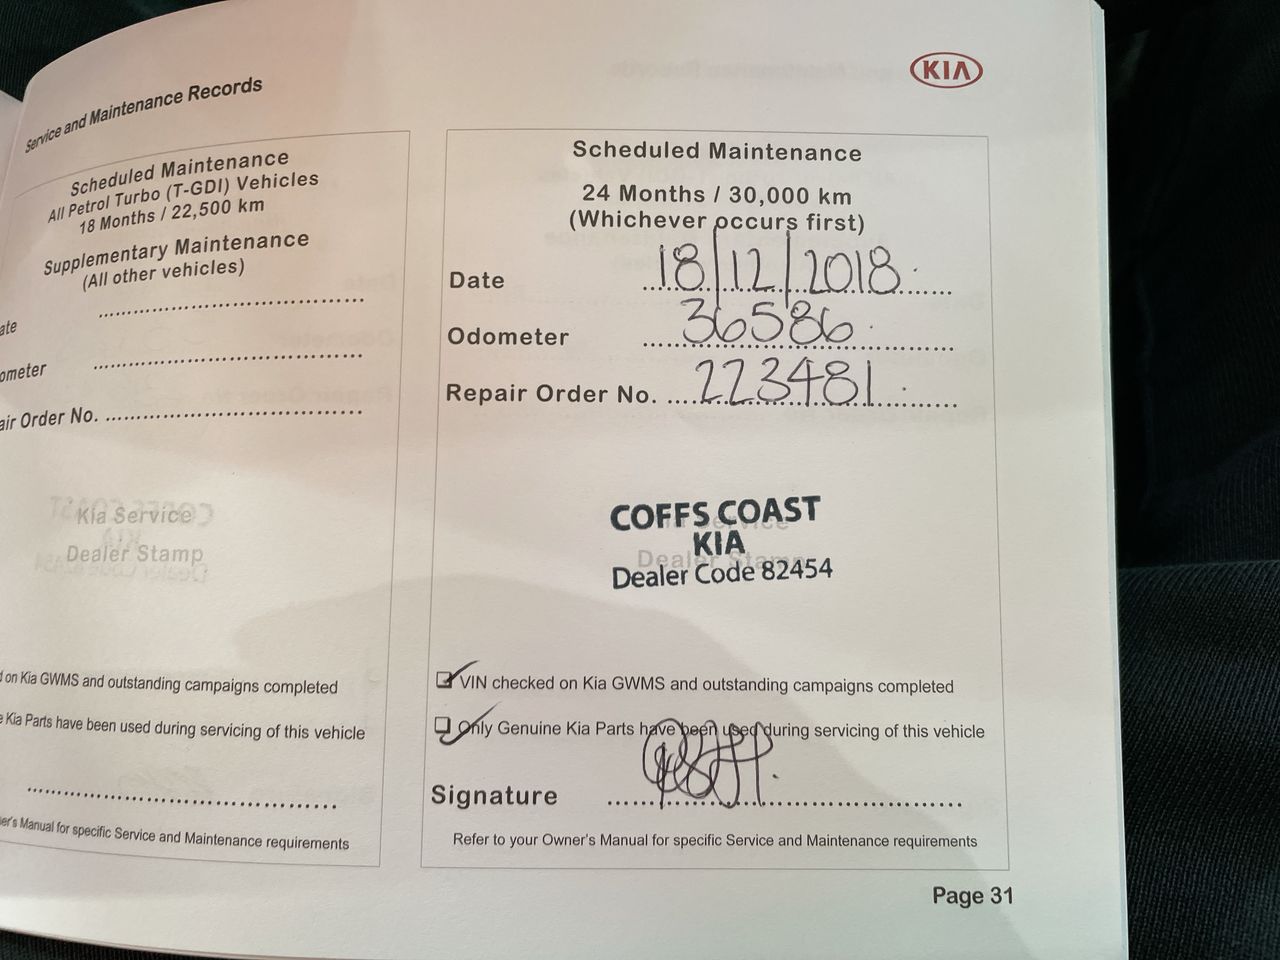 Service and Maintenance Records
Scheduled Maintenance
All Petrol Turbo (T-GDI) Vehicles
18 Months / 22,500 km
Supplementary Maintenance
(All other vehicles)
ate
ometer
air Order No.
Kia Service
Dealer Stamp
on Kia GWMS and outstanding campaigns completed
Kia Parts have been used during servicing of this vehicle
er's Manual for specific Service and Maintenance requirements
KIA
Scheduled Maintenance
24 Months / 30,000 km
(Whichever occurs first)
Date 18/12/2018
Odometer 36586
Repair Order No. 223481
COFFS COAST
KIA
Dealer Code 82454
Kia Service
Dealer Stamp
VIN checked on Kia GWMS and outstanding campaigns completed
Only Genuine Kia Parts have been used during servicing of this vehicle
Signature
Refer to your Owner's Manual for specific Service and Maintenance requirements
Page 31